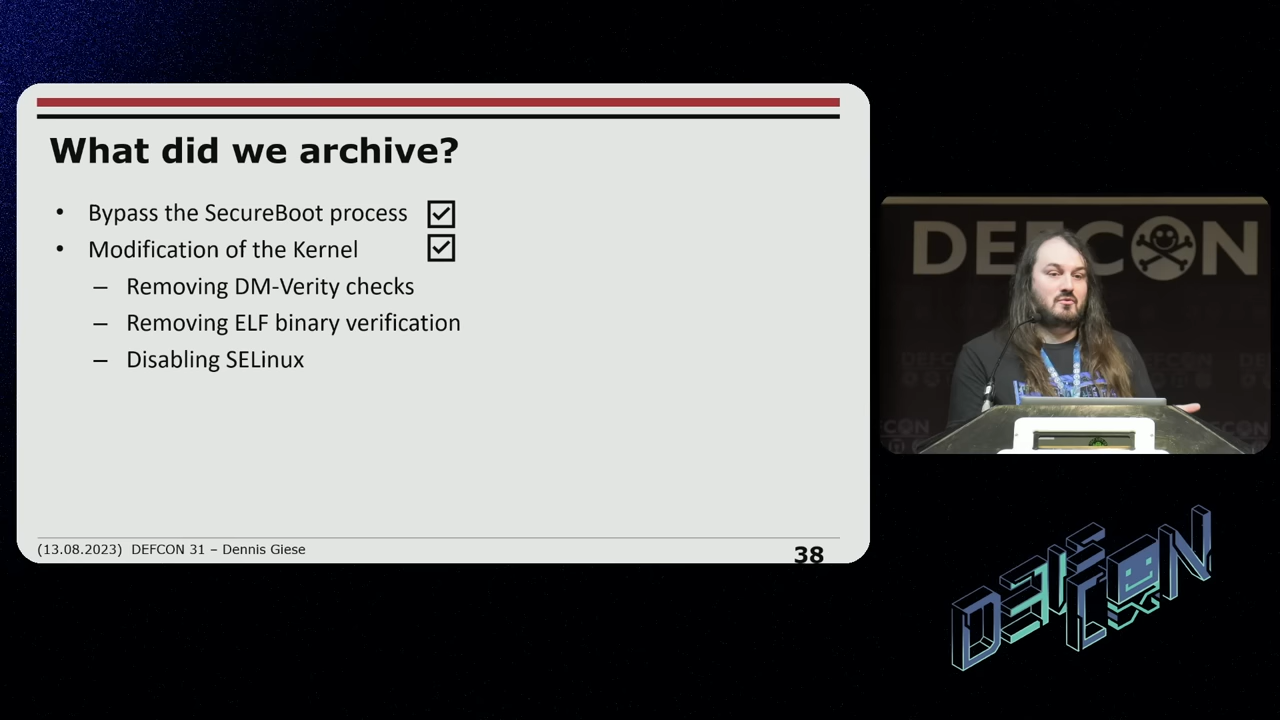 What did we archive?
• Bypass the SecureBoot process ☑
• Modification of the Kernel ☑
– Removing DM-Verity checks
– Removing ELF binary verification
– Disabling SELinux
(13.08.2023) DEFCON 31 – Dennis Giese
38
DEFCON
DEFCON